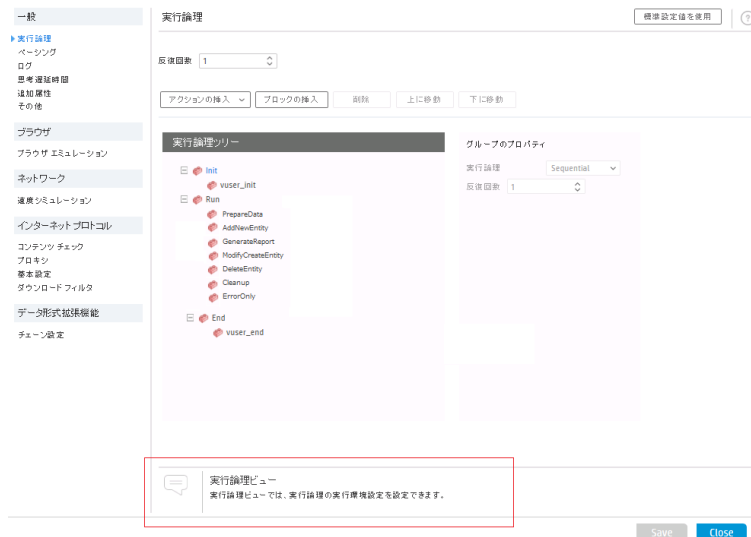 一般
実行論理
ペーシング
ログ
思考遅延時間
追加属性
その他
ブラウザ
ブラウザ エミュレーション
ネットワーク
速度シミュレーション
インターネット プロトコル
コンテンツ チェック
プロキシ
基本設定
ダウンロード フィルタ
データ形式拡張機能
チェーン設定
実行論理
標準設定値を使用
?
反復回数 1
アクションの挿入 ブロックの挿入 削除 上に移動 下に移動
実行論理ツリー
Init
vuser_init
Run
PrepareData
AddNewEntity
GenerateReport
ModifyCreateEntity
DeleteEntity
Cleanup
ErrorOnly
End
vuser_end
グループのプロパティ
実行論理 Sequential
反復回数 1
実行論理ビュー
実行論理ビューでは、実行論理の実行環境設定を設定できます。
Save Close